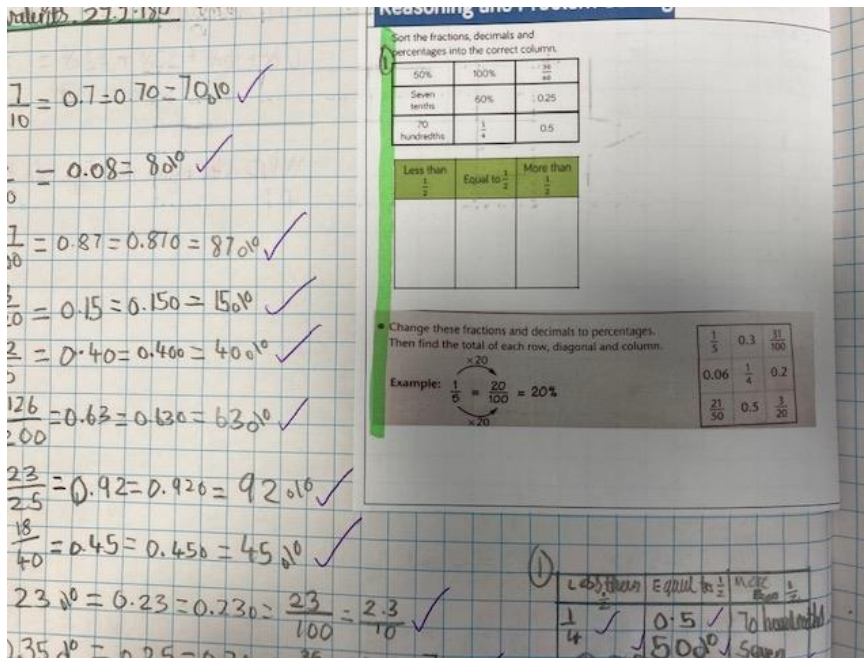 7/10 = 0.7=0.70=70%
= 0.08= 8%
= 0.87=0.870= 87%
= 0.15=0.150= 15%
= 0.40=0.400= 40%
126/200 =0.63=0.630= 63%
23/25 =0.92=0.920= 92%
18/40 =0.45=0.450= 45%
23%=0.23=0.230= 23/100 = 2.3/10
Sort the fractions, decimals and
percentages into the correct column.
1
50% 100%
Seven tenths 60% 0.25
70 hundredths 1/4 0.5
Less than 1/2 Equal to 1/2 More than 1/2
Change these fractions and decimals to percentages.
Then find the total of each row, diagonal and column.
×20
Example: 1/5 = 20/100 = 20%
×20
1/5 0.3 31/100
0.06 1/4 0.2
21/50 0.5 3/20
1
Less than 1/2 Equal to 1/2 More than 1/2
1/4 0.5 70 hundredths
50% Seven